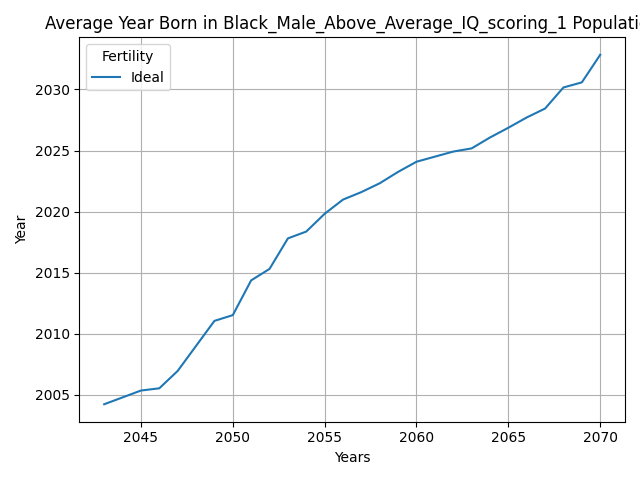 Average Year Born in Black_Male_Above_Average_IQ_scoring_1 Populati
Fertility
Ideal
Year
2030
2025
2020
2015
2010
2005
2045 2050 2055 2060 2065 2070
Years